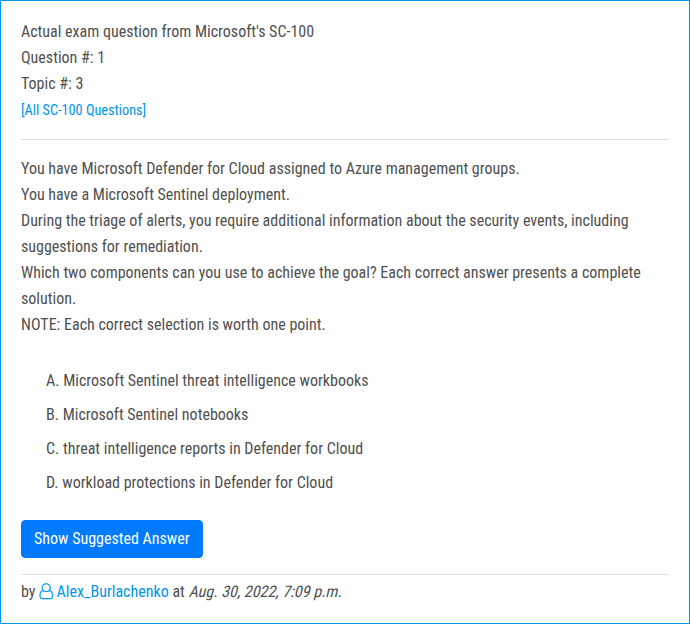 Actual exam question from Microsoft's SC-100
Question #: 1
Topic #: 3
[All SC-100 Questions]
You have Microsoft Defender for Cloud assigned to Azure management groups.
You have a Microsoft Sentinel deployment.
During the triage of alerts, you require additional information about the security events, including
suggestions for remediation.
Which two components can you use to achieve the goal? Each correct answer presents a complete
solution.
NOTE: Each correct selection is worth one point.
A. Microsoft Sentinel threat intelligence workbooks
B. Microsoft Sentinel notebooks
C. threat intelligence reports in Defender for Cloud
D. workload protections in Defender for Cloud
Show Suggested Answer
by Alex_Burlachenko at Aug. 30, 2022, 7:09 p.m.